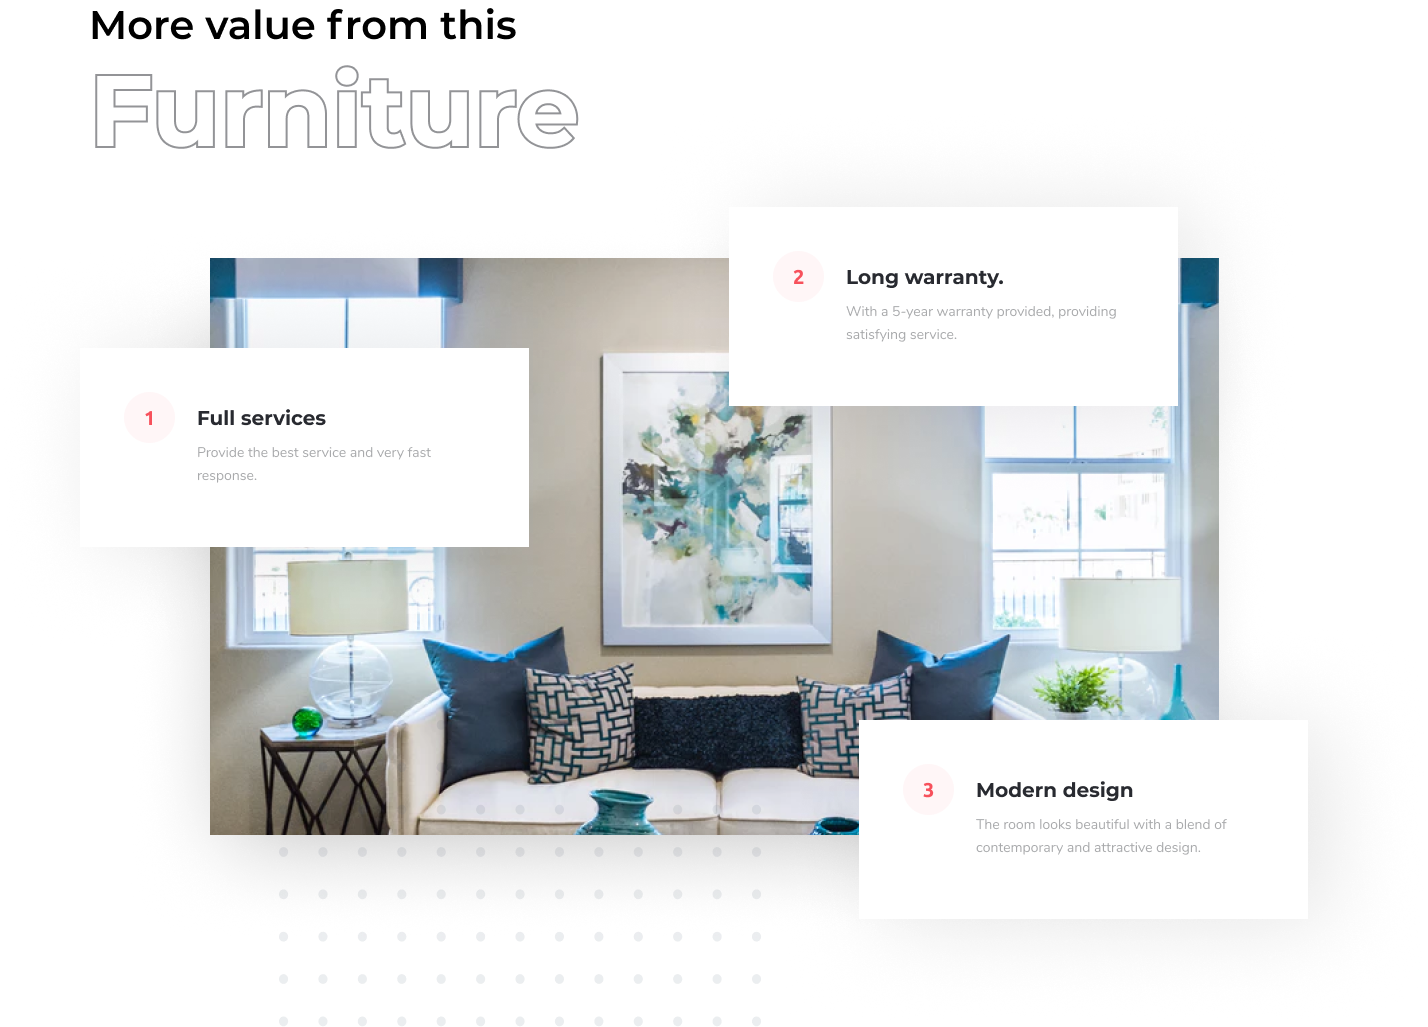 More value from this
Furniture
1
Full services
Provide the best service and very fast
response.
2
Long warranty.
With a 5-year warranty provided, providing
satisfying service.
3
Modern design
The room looks beautiful with a blend of
contemporary and attractive design.